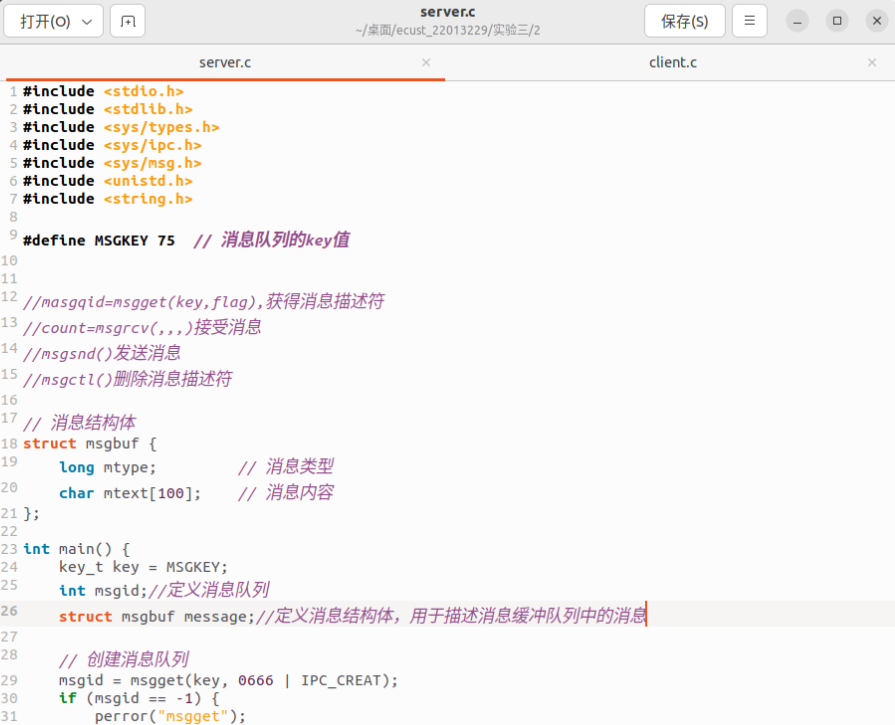 打开(O)
server.c
~/桌面/ecust_22013229/实验三/2
保存(S)
server.c
client.c
1 #include <stdio.h>
2 #include <stdlib.h>
3 #include <sys/types.h>
4 #include <sys/ipc.h>
5 #include <sys/msg.h>
6 #include <unistd.h>
7 #include <string.h>
8
9 #define MSGKEY 75  // 消息队列的key值
10
11
12 //masgqid=msgget(key,flag),获得消息描述符
13 //count=msgrcv(,,,)接受消息
14 //msgsnd()发送消息
15 //msgctl()删除消息描述符
16
17 // 消息结构体
18 struct msgbuf {
19     long mtype;         // 消息类型
20     char mtext[100];    // 消息内容
21 };
22
23 int main() {
24     key_t key = MSGKEY;
25     int msgid;//定义消息队列
26     struct msgbuf message;//定义消息结构体，用于描述消息缓冲队列中的消息
27
28     // 创建消息队列
29     msgid = msgget(key, 0666 | IPC_CREAT);
30     if (msgid == -1) {
31         perror("msgget");